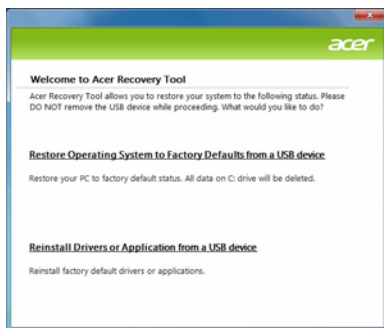 acer
Welcome to Acer Recovery Tool
Acer Recovery Tool allows you to restore your system to the following status. Please
DO NOT remove the USB device while proceeding. What would you like to do?
Restore Operating System to Factory Defaults from a USB device
Restore your PC to factory default status. All data on C: drive will be deleted.
Reinstall Drivers or Application from a USB device
Reinstall factory default drivers or applications.